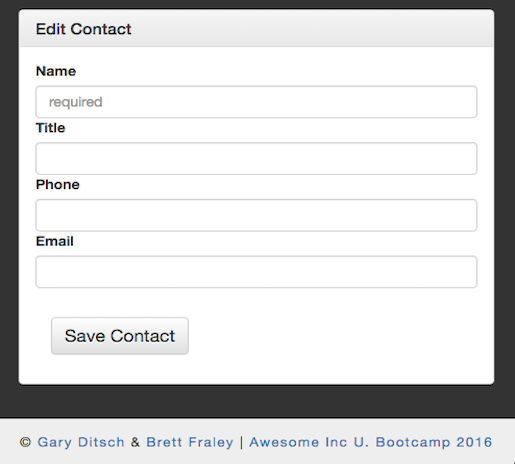 Edit Contact
Name
required
Title
Phone
Email
Save Contact
© Gary Ditsch & Brett Fraley | Awesome Inc U. Bootcamp 2016